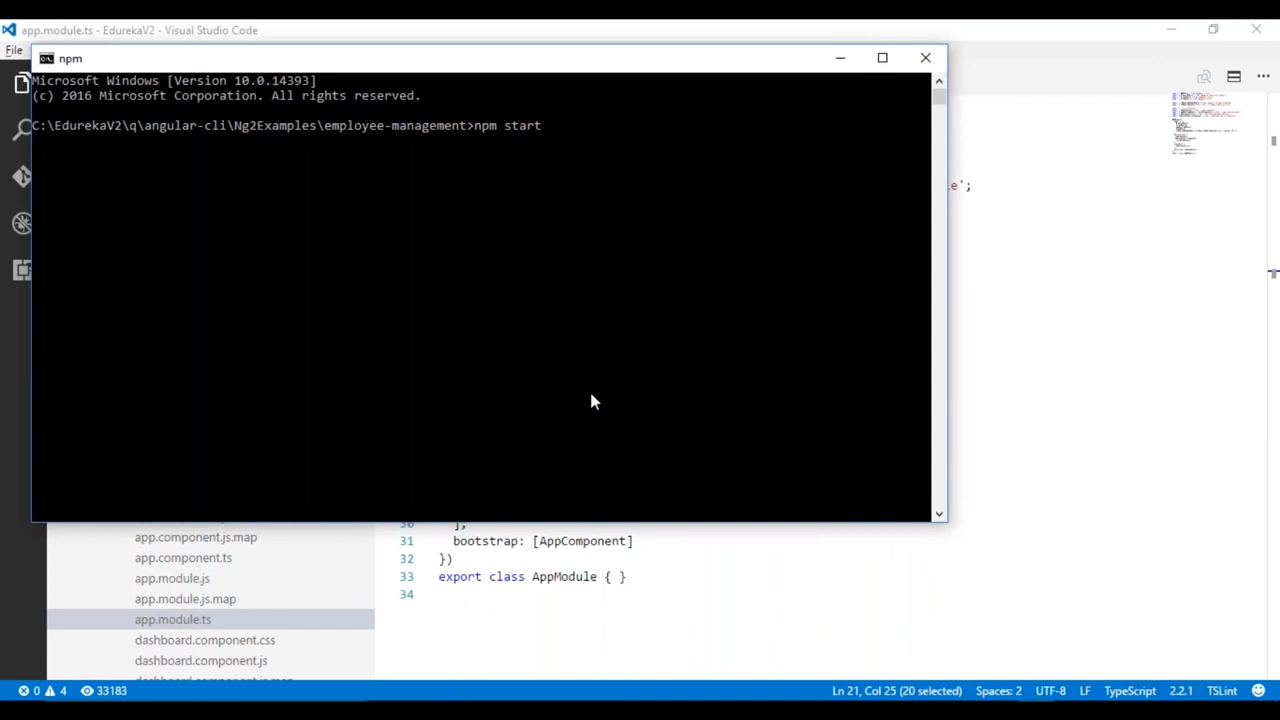 app.module.ts - EdurekaV2 - Visual Studio Code
File
npm
Microsoft Windows [Version 10.0.14393]
(c) 2016 Microsoft Corporation. All rights reserved.
C:\EdurekaV2\q\angular-cli\Ng2Examples\employee-management>npm start
e';
30 ],
app.component.js.map
31 bootstrap: [AppComponent]
app.component.ts
32 })
app.module.js
33 export class AppModule { }
app.module.js.map
34
app.module.ts
dashboard.component.css
dashboard.component.js
0 4 33183
Ln 21, Col 25 (20 selected) Spaces: 2 UTF-8 LF TypeScript 2.2.1 TSLint